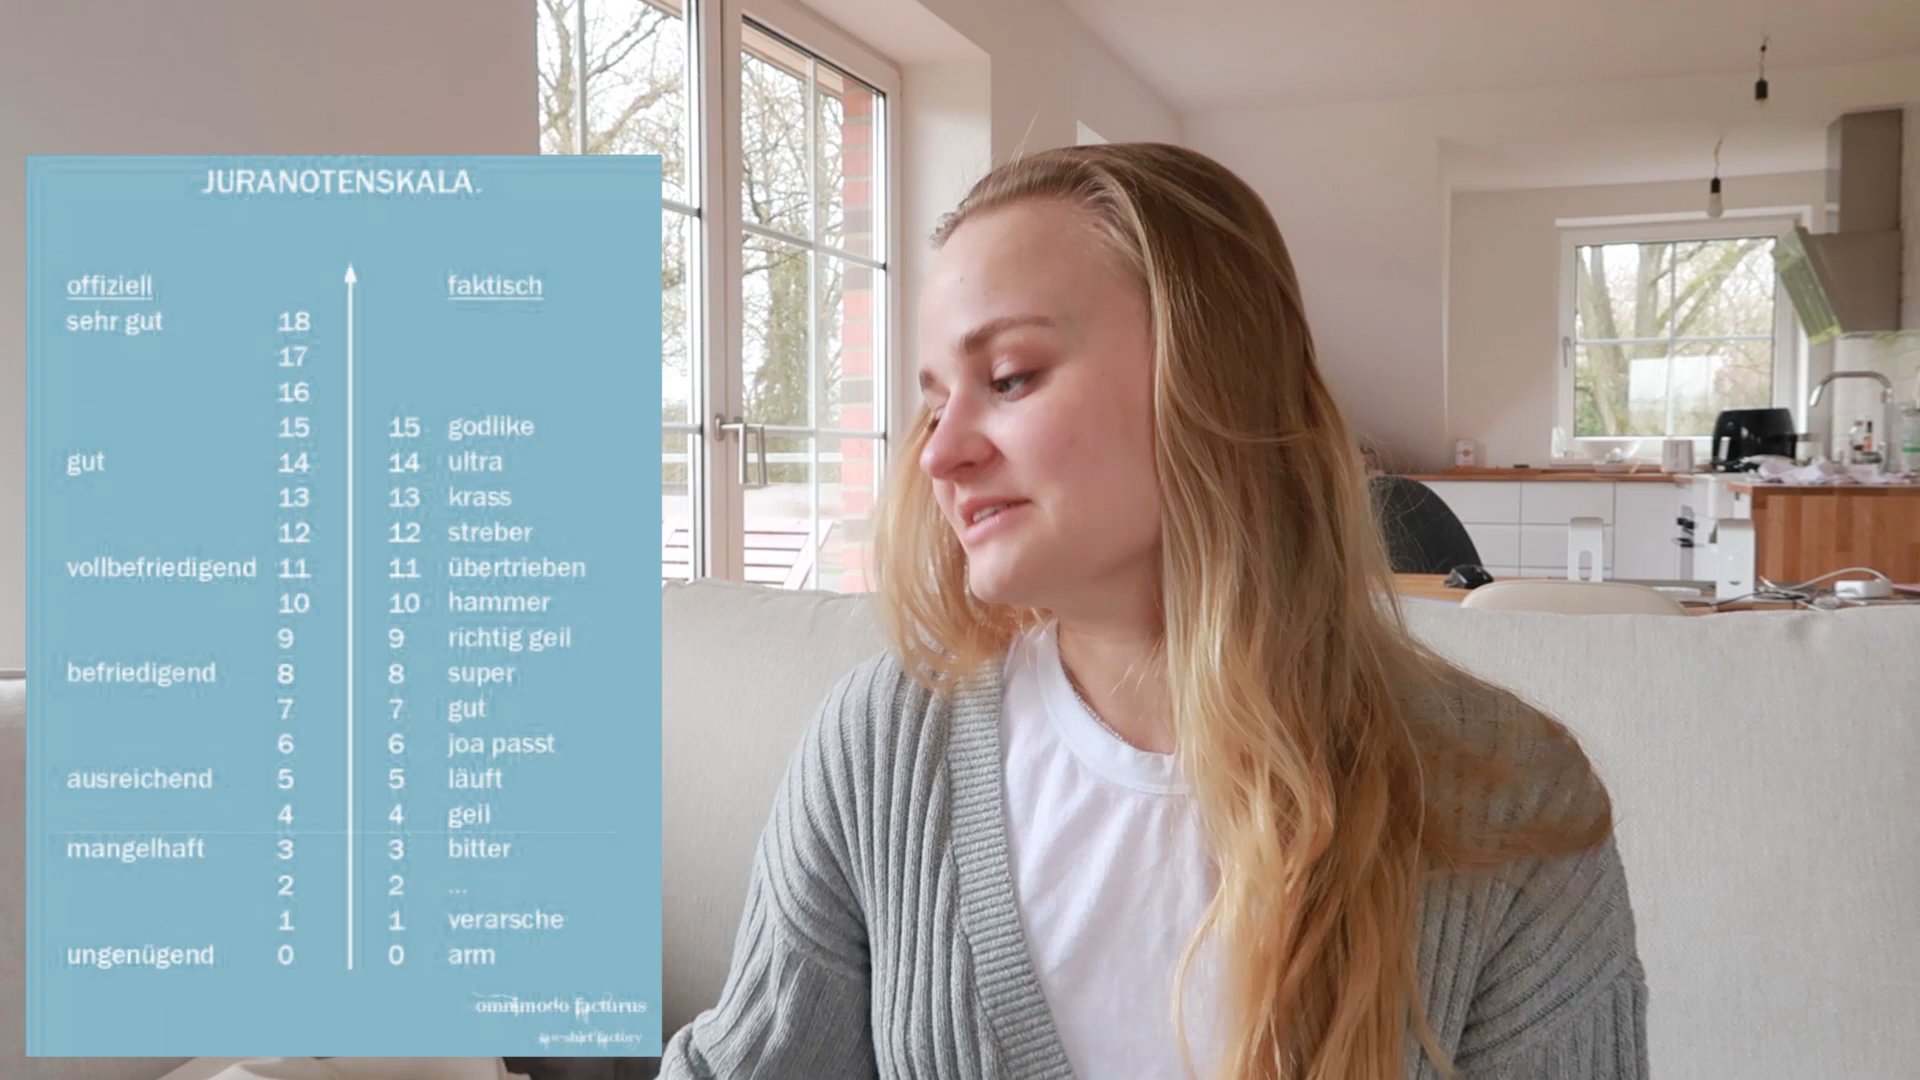 JURANOTENSKALA.
offiziell faktisch
sehr gut 18
17
16
15 15 godlike
gut 14 14 ultra
13 13 krass
12 12 streber
vollbefriedigend 11 11 übertrieben
10 10 hammer
9 9 richtig geil
befriedigend 8 8 super
7 7 gut
6 6 joa passt
ausreichend 5 5 läuft
4 4 geil
mangelhaft 3 3 bitter
2 2 ...
1 1 verarsche
ungenügend 0 0 arm
omnimodo facturus
law-shirt factory